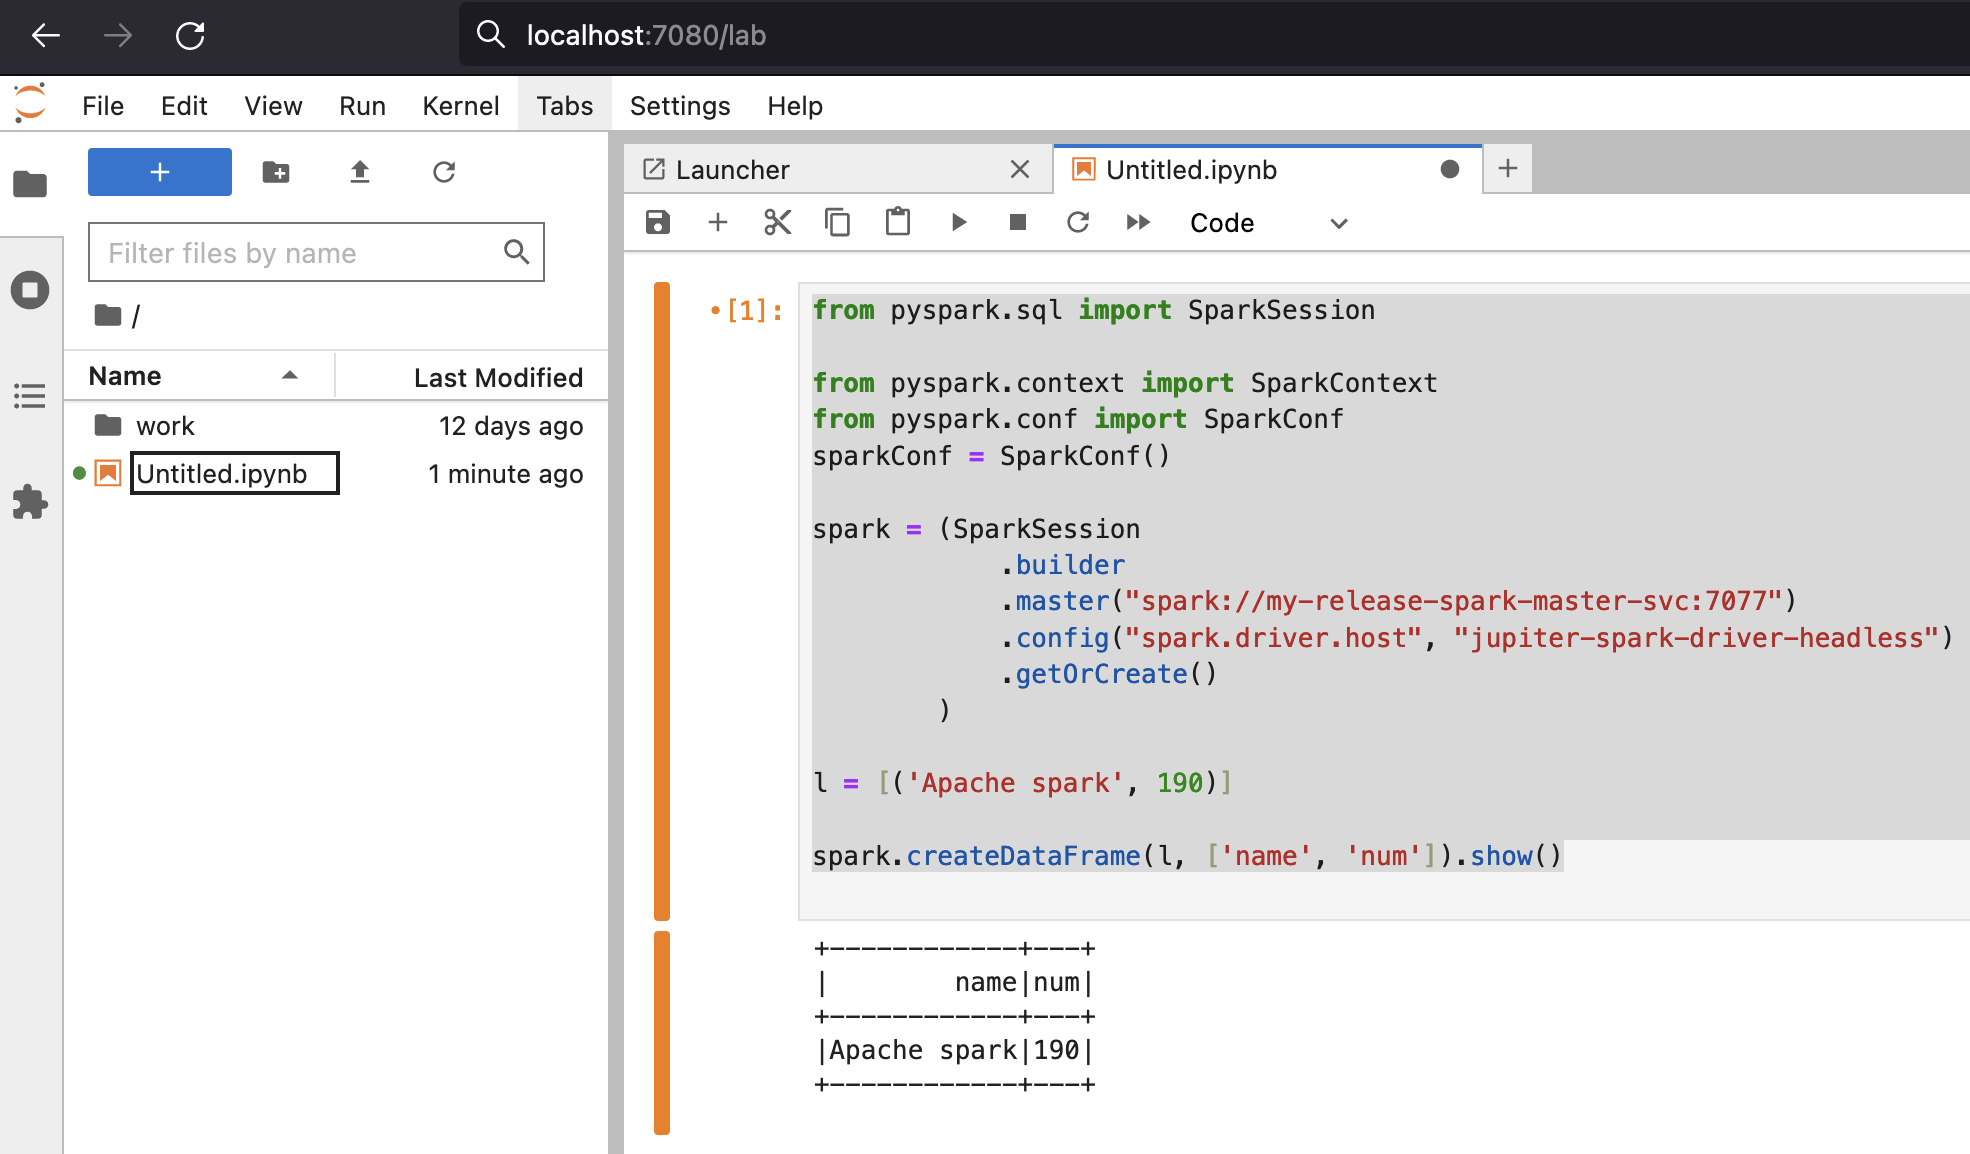 localhost:7080/lab
File Edit View Run Kernel Tabs Settings Help
Launcher
Untitled.ipynb
Code
Filter files by name
/
Name Last Modified
work 12 days ago
Untitled.ipynb 1 minute ago
[1]:
from pyspark.sql import SparkSession
from pyspark.context import SparkContext
from pyspark.conf import SparkConf
sparkConf = SparkConf()
spark = (SparkSession
            .builder
            .master("spark://my-release-spark-master-svc:7077")
            .config("spark.driver.host", "jupiter-spark-driver-headless")
            .getOrCreate()
        )
l = [('Apache spark', 190)]
spark.createDataFrame(l, ['name', 'num']).show()
+------------+---+
|        name|num|
+------------+---+
|Apache spark|190|
+------------+---+